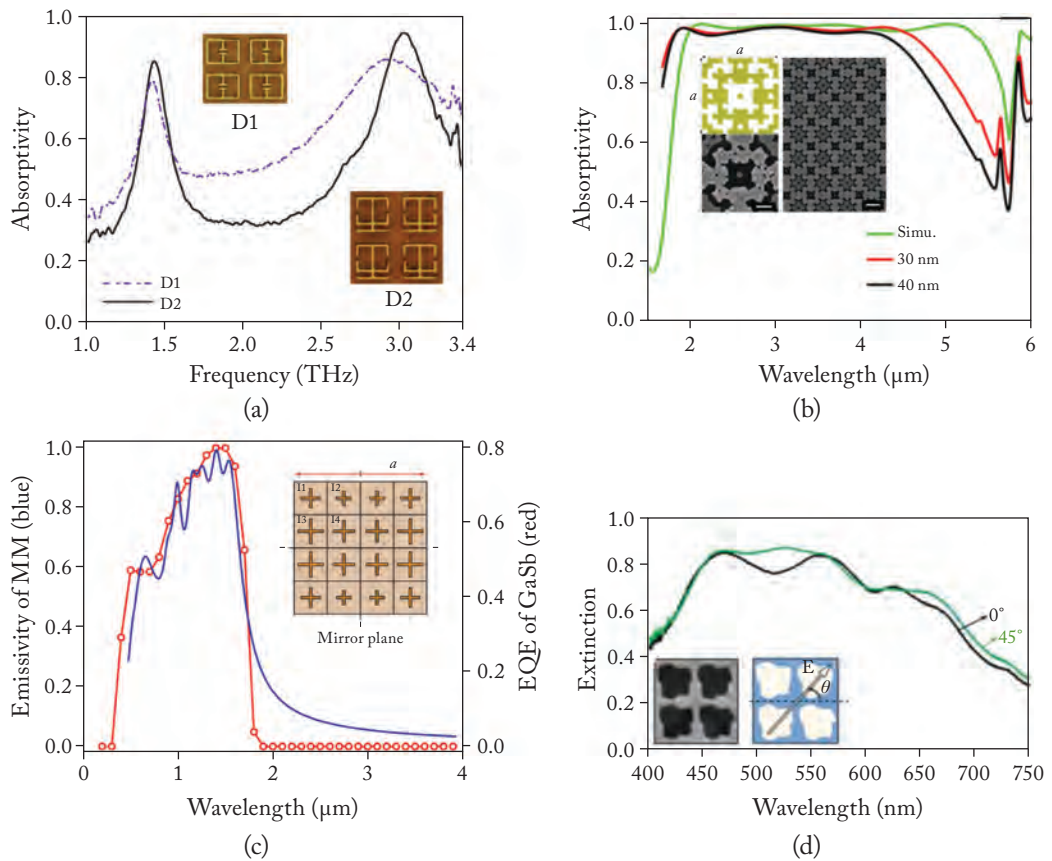 1.0
0.8
0.6
0.4
0.2
0.0
Absorptivity
D1
D2
D1
D2
1.0
1.5
2.0
2.5
3.0
3.4
Frequency (THz)
(a)
1.0
0.8
0.6
0.4
0.2
0.0
Absorptivity
a
a
Simu.
30 nm
40 nm
2
3
4
5
6
Wavelength (μm)
(b)
1.0
0.8
0.6
0.4
0.2
0.0
Emissivity of MM (blue)
0.8
0.6
0.4
0.2
0.0
EQE of GaSb (red)
a
11
12
13
14
Mirror plane
0
1
2
3
4
Wavelength (μm)
(c)
1.0
0.8
0.6
0.4
0.2
0.0
Extinction
0°
45°
E
θ
400
450
500
550
600
650
700
750
Wavelength (nm)
(d)